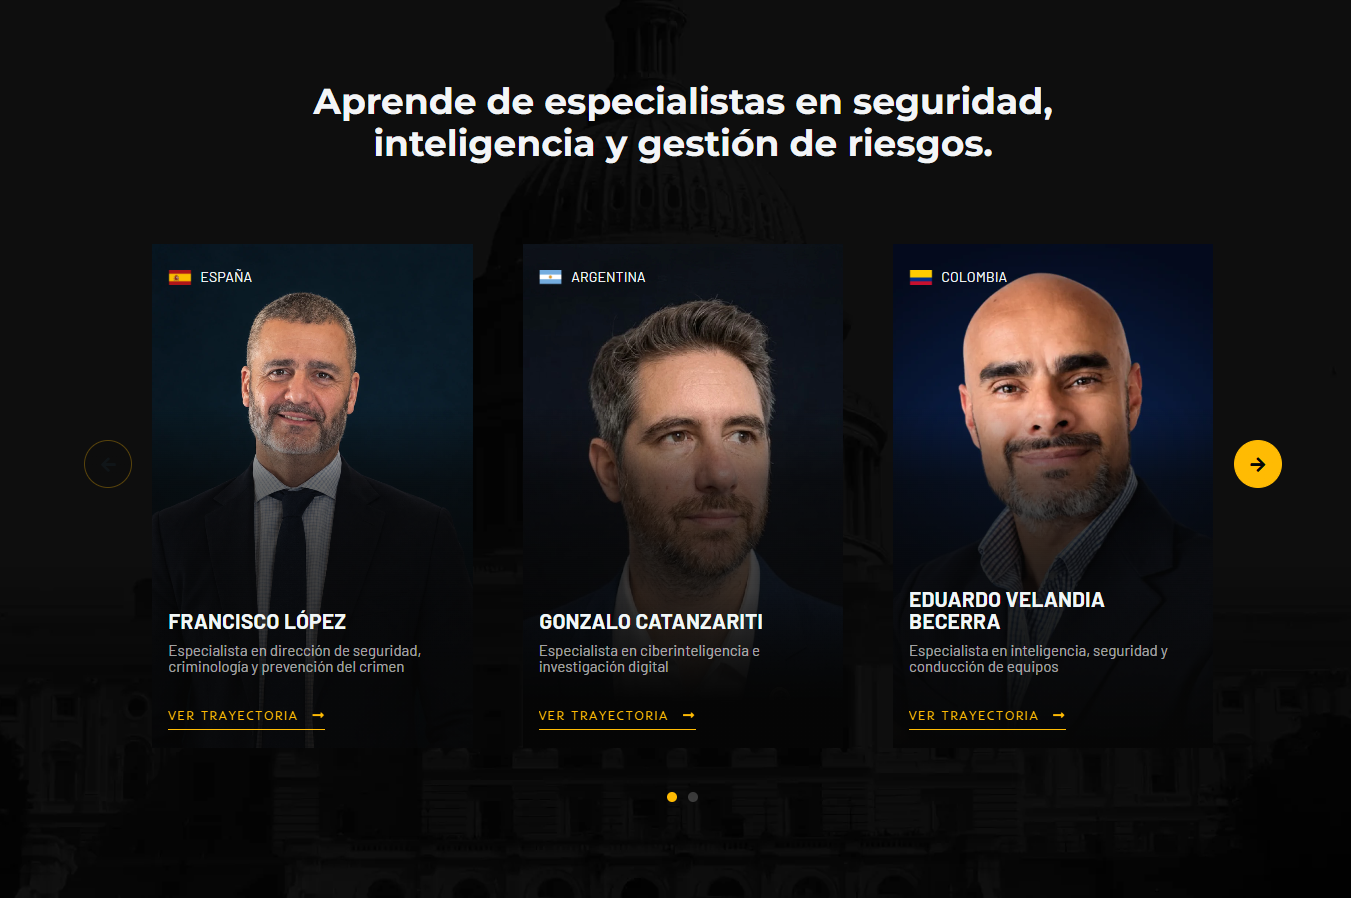 Aprende de especialistas en seguridad,
inteligencia y gestión de riesgos.
ESPAÑA
FRANCISCO LÓPEZ
Especialista en dirección de seguridad,
criminología y prevención del crimen
VER TRAYECTORIA
ARGENTINA
GONZALO CATANZARITI
Especialista en ciberinteligencia e
investigación digital
VER TRAYECTORIA
COLOMBIA
EDUARDO VELANDIA
BECERRA
Especialista en inteligencia, seguridad y
conducción de equipos
VER TRAYECTORIA